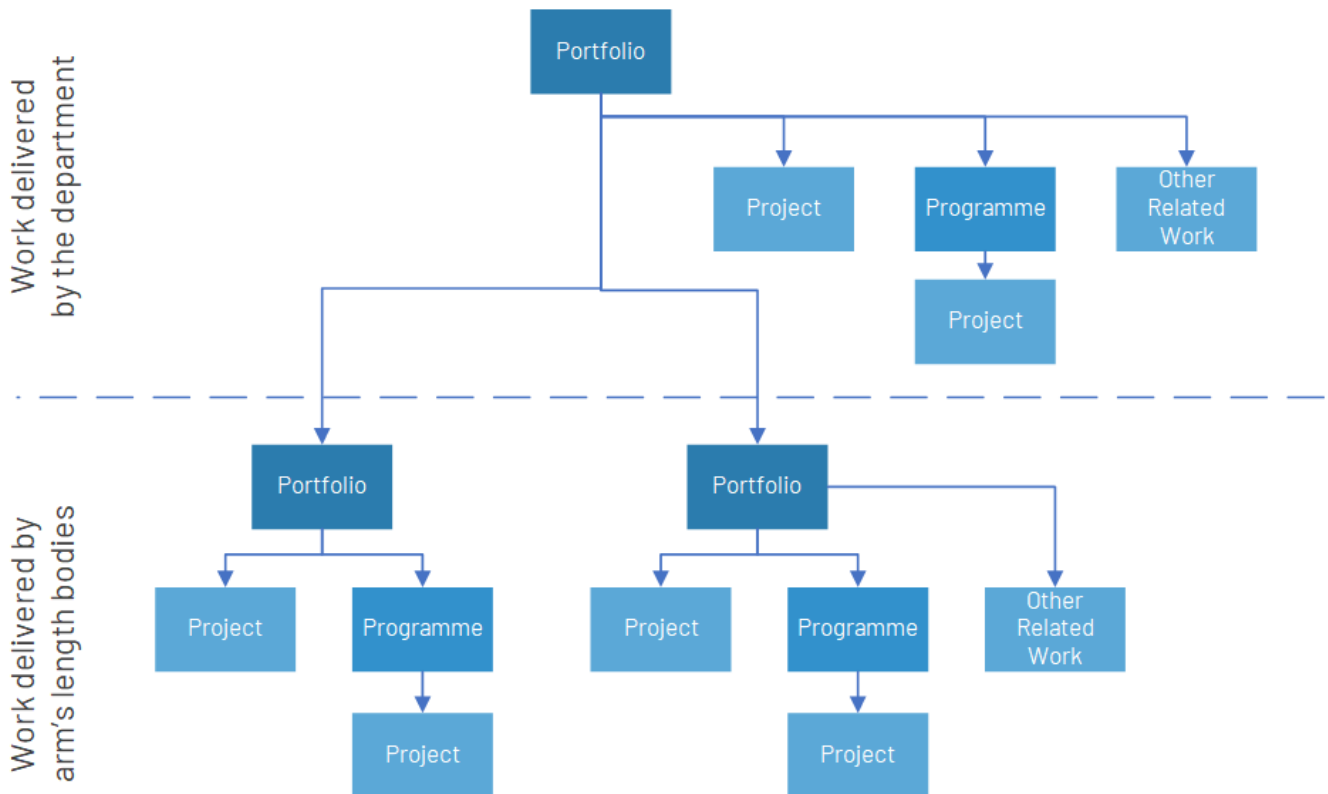 Work delivered
by the department
Portfolio
Project
Programme
Other
Related
Work
Project
Work delivered by
arm's length bodies
Portfolio
Portfolio
Project
Programme
Project
Programme
Other
Related
Work
Project
Project